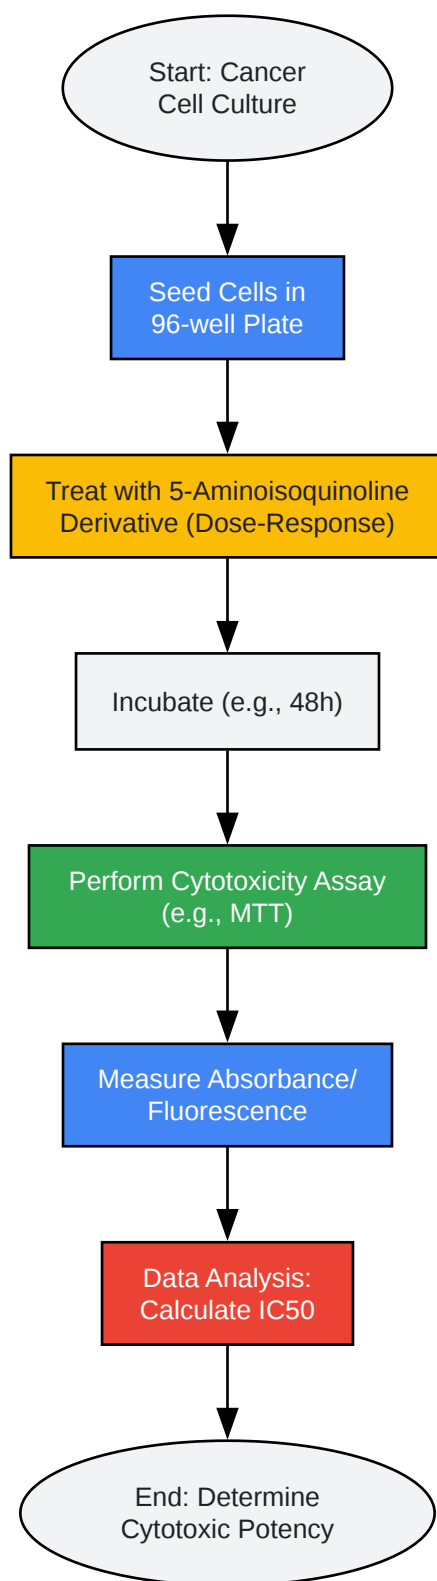 Start: Cancer
Cell Culture
Seed Cells in
96-well Plate
Treat with 5-Aminoisoquinoline
Derivative (Dose-Response)
Incubate (e.g., 48h)
Perform Cytotoxicity Assay
(e.g., MTT)
Measure Absorbance/
Fluorescence
Data Analysis:
Calculate IC50
End: Determine
Cytotoxic Potency